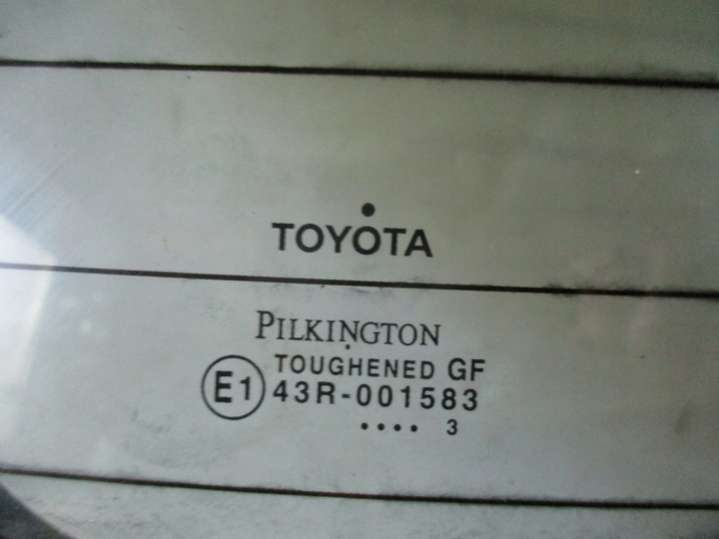 TOYOTA
PILKINGTON
TOUGHENED GF
E1 43R-001583
.... 3